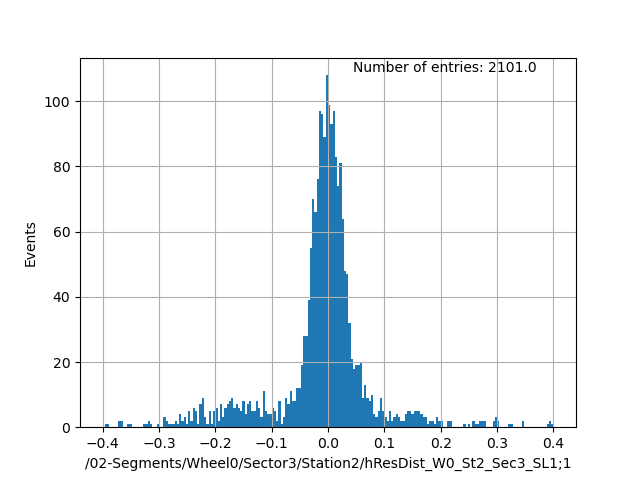 Number of entries: 2101.0
100
80
60
40
20
0
Events
−0.4 −0.3 −0.2 −0.1 0.0 0.1 0.2 0.3 0.4
/02-Segments/Wheel0/Sector3/Station2/hResDist_W0_St2_Sec3_SL1;1